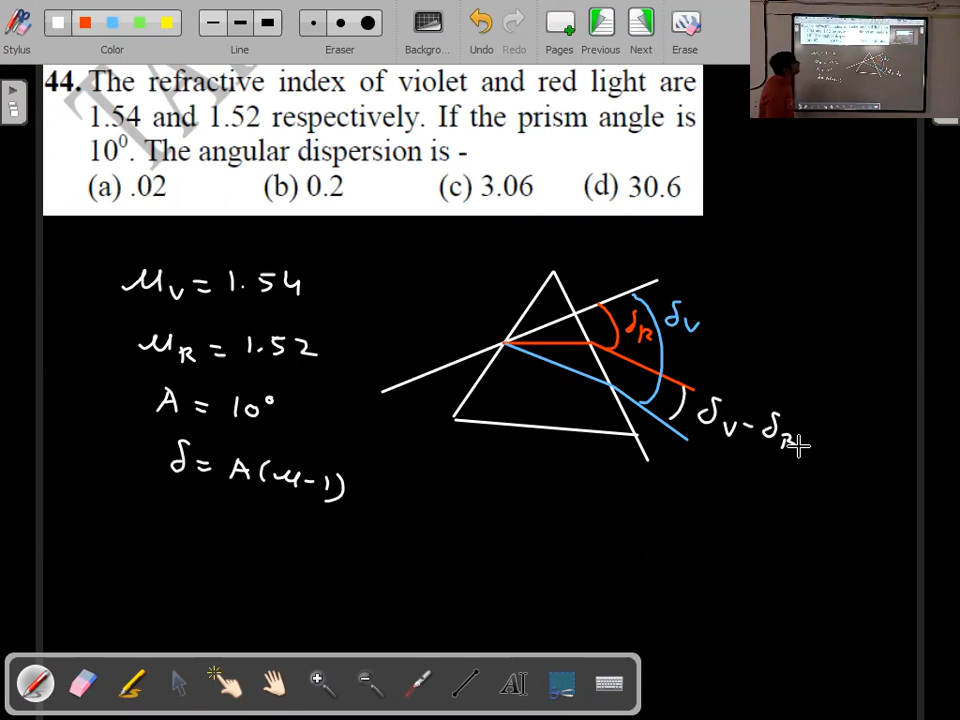 Stylus
Color
Line
Eraser
Backgro...
Undo
Redo
Pages
Previous
Next
Erase
44. The refractive index of violet and red light are
1.54 and 1.52 respectively. If the prism angle is
10⁰. The angular dispersion is -
(a) .02 (b) 0.2 (c) 3.06 (d) 30.6
μV = 1.54
μR = 1.52
A = 10°
δ = A(μ-1)
δR
δV
δV - δR
AI